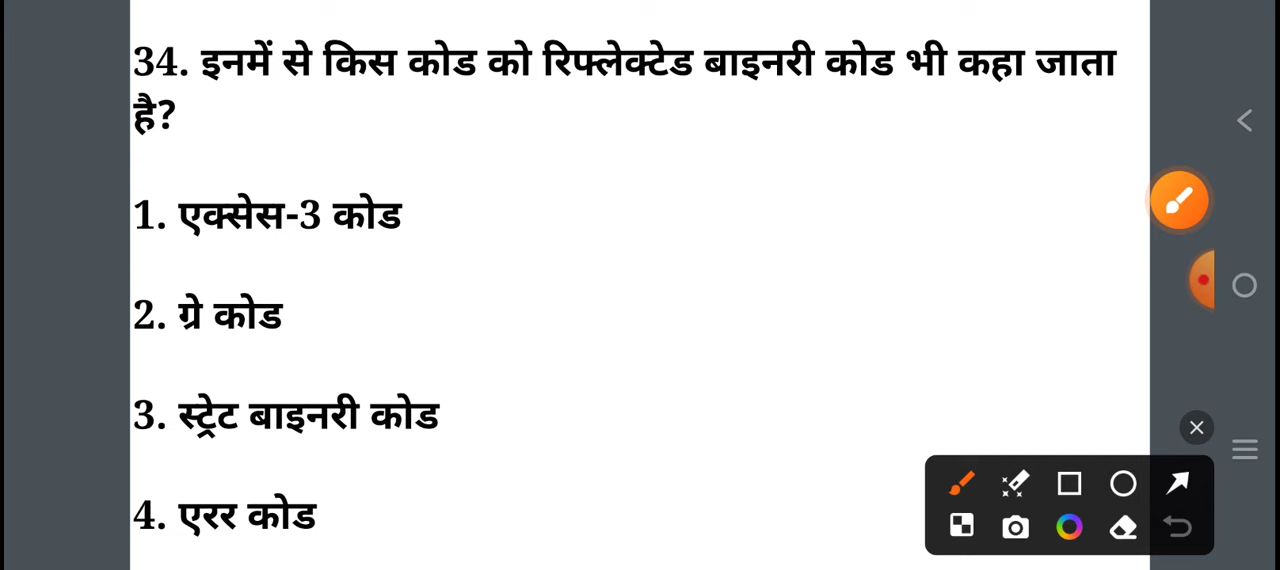 34. इनमें से किस कोड को रिफ्लेक्टेड बाइनरी कोड भी कहा जाता
है?
1. एक्सेस-3 कोड
2. ग्रे कोड
3. स्ट्रेट बाइनरी कोड
4. एरर कोड